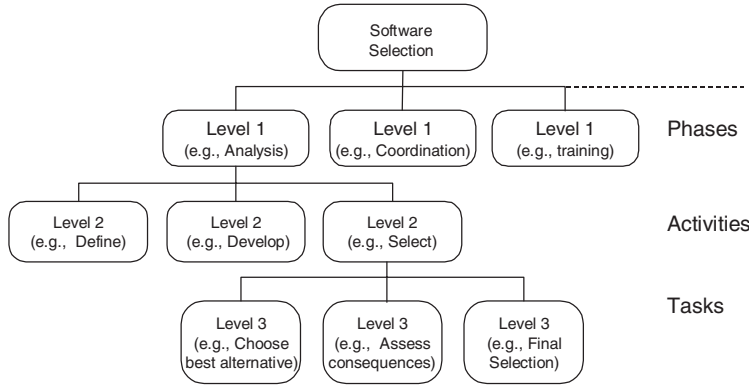 Software
Selection
Level 1
(e.g., Analysis)
Level 1
(e.g., Coordination)
Level 1
(e.g., training)
Phases
Level 2
(e.g.,  Define)
Level 2
(e.g., Develop)
Level 2
(e.g., Select)
Activities
Level 3
(e.g., Choose
best alternative)
Level 3
(e.g.,  Assess
consequences)
Level 3
(e.g., Final
Selection)
Tasks